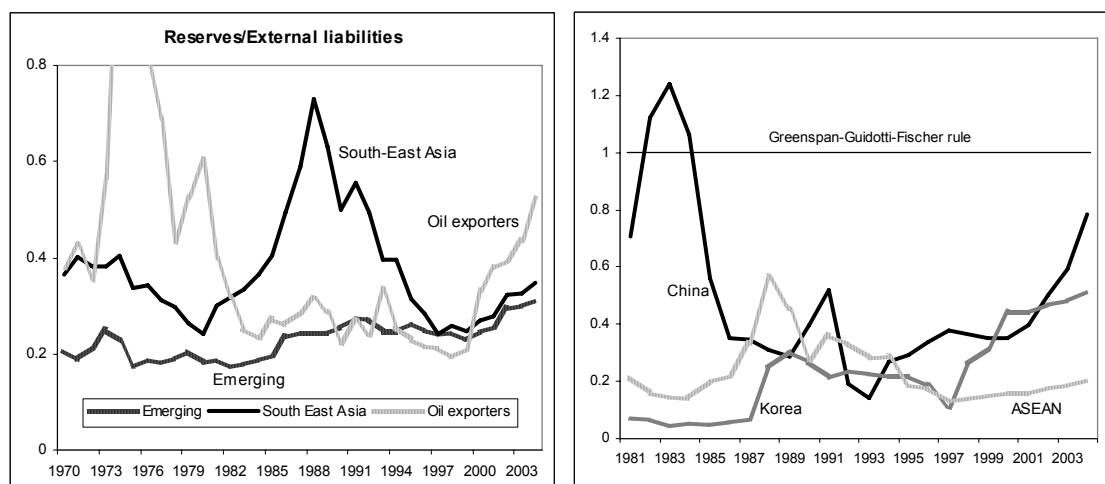 Reserves/External liabilities
0.8
0.6
0.4
0.2
0
South-East Asia
Oil exporters
Emerging
Emerging South East Asia Oil exporters
1970 1973 1976 1979 1982 1985 1988 1991 1994 1997 2000 2003
1.4
1.2
1
0.8
0.6
0.4
0.2
0
Greenspan-Guidotti-Fischer rule
China
Korea
ASEAN
1981 1983 1985 1987 1989 1991 1993 1995 1997 1999 2001 2003